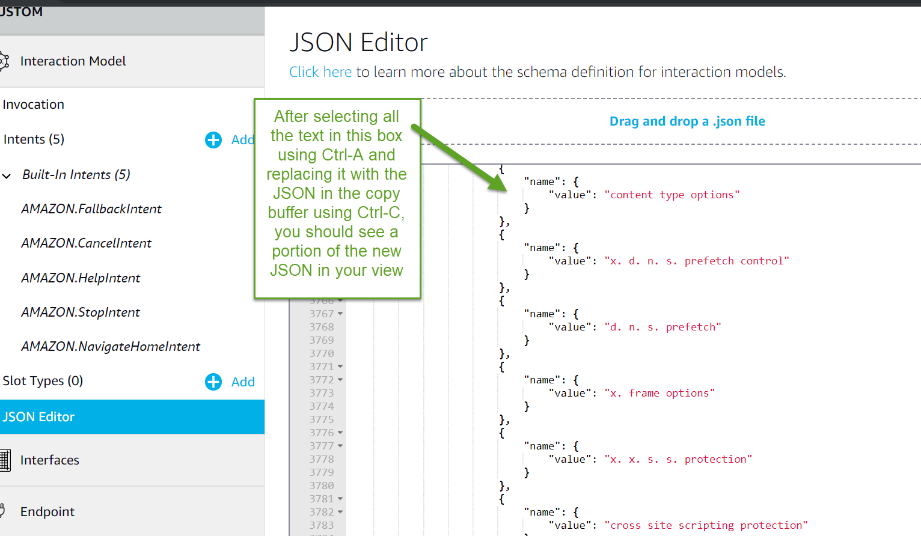 USTOM
Interaction Model
Invocation
Intents (5)
Add
Built-In Intents (5)
AMAZON.FallbackIntent
AMAZON.CancelIntent
AMAZON.HelpIntent
AMAZON.StopIntent
AMAZON.NavigateHomeIntent
Slot Types (0)
Add
JSON Editor
Interfaces
Endpoint
JSON Editor
Click here to learn more about the schema definition for interaction models.
Drag and drop a .json file
After selecting all
the text in this box
using Ctrl-A and
replacing it with the
JSON in the copy
buffer using Ctrl-C,
you should see a
portion of the new
JSON in your view
{
"name": {
"value": "content type options"
}
},
{
"name": {
"value": "x. d. n. s. prefetch control"
}
},
3766 {
3767 "name": {
3768 "value": "d. n. s. prefetch"
3769 }
3770 },
3771 {
3772 "name": {
3773 "value": "x. frame options"
3774 }
3775 },
3776 {
3777 "name": {
3778 "value": "x. x. s. s. protection"
3779 }
3780 },
3781 {
3782 "name": {
3783 "value": "cross site scripting protection"